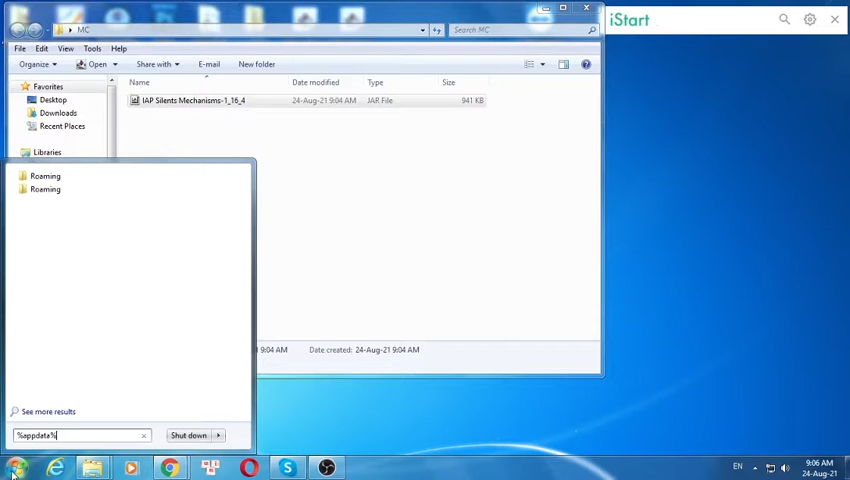 MC
Search MC
iStart
File Edit View Tools Help
Organize Open Share with E-mail New folder
Favorites
Desktop
Downloads
Recent Places
Libraries
Name Date modified Type Size
IAP Silents Mechanisms-1_16_4 24-Aug-21 9:04 AM JAR File 941 KB
Roaming
Roaming
9:04 AM Date created: 24-Aug-21 9:04 AM
See more results
%appdata%
Shut down
EN
9:06 AM
24-Aug-21